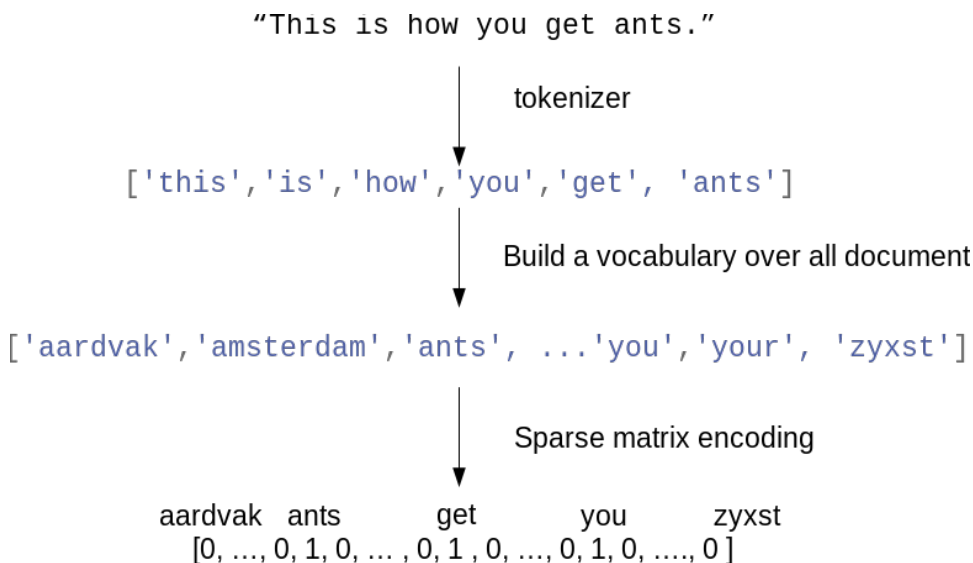 “This is how you get ants.”
tokenizer
['this','is','how','you','get', 'ants']
Build a vocabulary over all document
['aardvak','amsterdam','ants', ...'you','your', 'zyxst']
Sparse matrix encoding
aardvak ants get you zyxst
[0, …, 0, 1, 0, … , 0, 1 , 0, …, 0, 1, 0, …., 0 ]